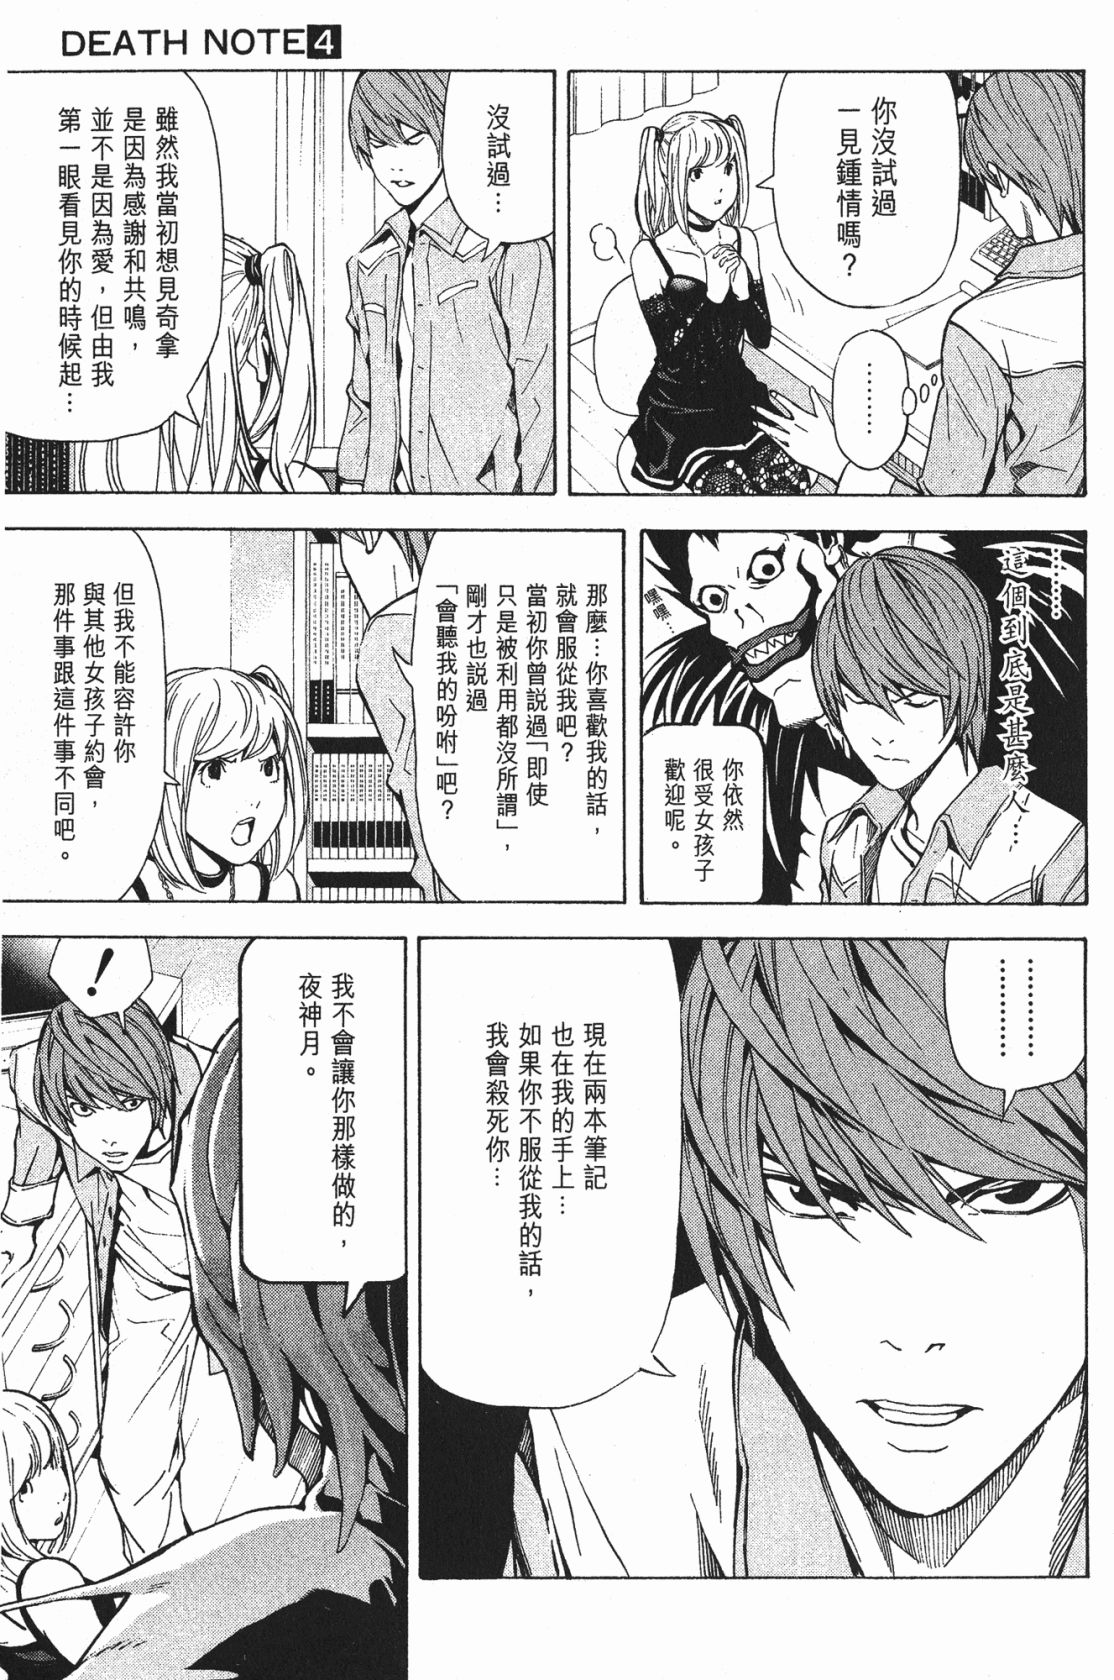 DEATH NOTE 4
你沒試過
一見鍾情嗎？
………
沒試過…
雖然我當初想見奇拿
是因為感謝和共鳴，
並不是因為愛，但由我
第一眼看見你的時候起…
………
這個到底是甚麼人…
嘿嘿…
你依然
很受女孩子
歡迎呢。
那麼…你喜歡我的話，
就會服從我吧？
當初你曾說過「即使
只是被利用都沒所謂」，
剛才也說過
「會聽我的吩咐」吧？
但我不能容許你
與其他女孩子約會，
那件事跟這件事不同吧。
………
現在兩本筆記
也在我的手上…
如果你不服從我的話，
我會殺死你…
我不會讓你那樣做的，
夜神月。
！